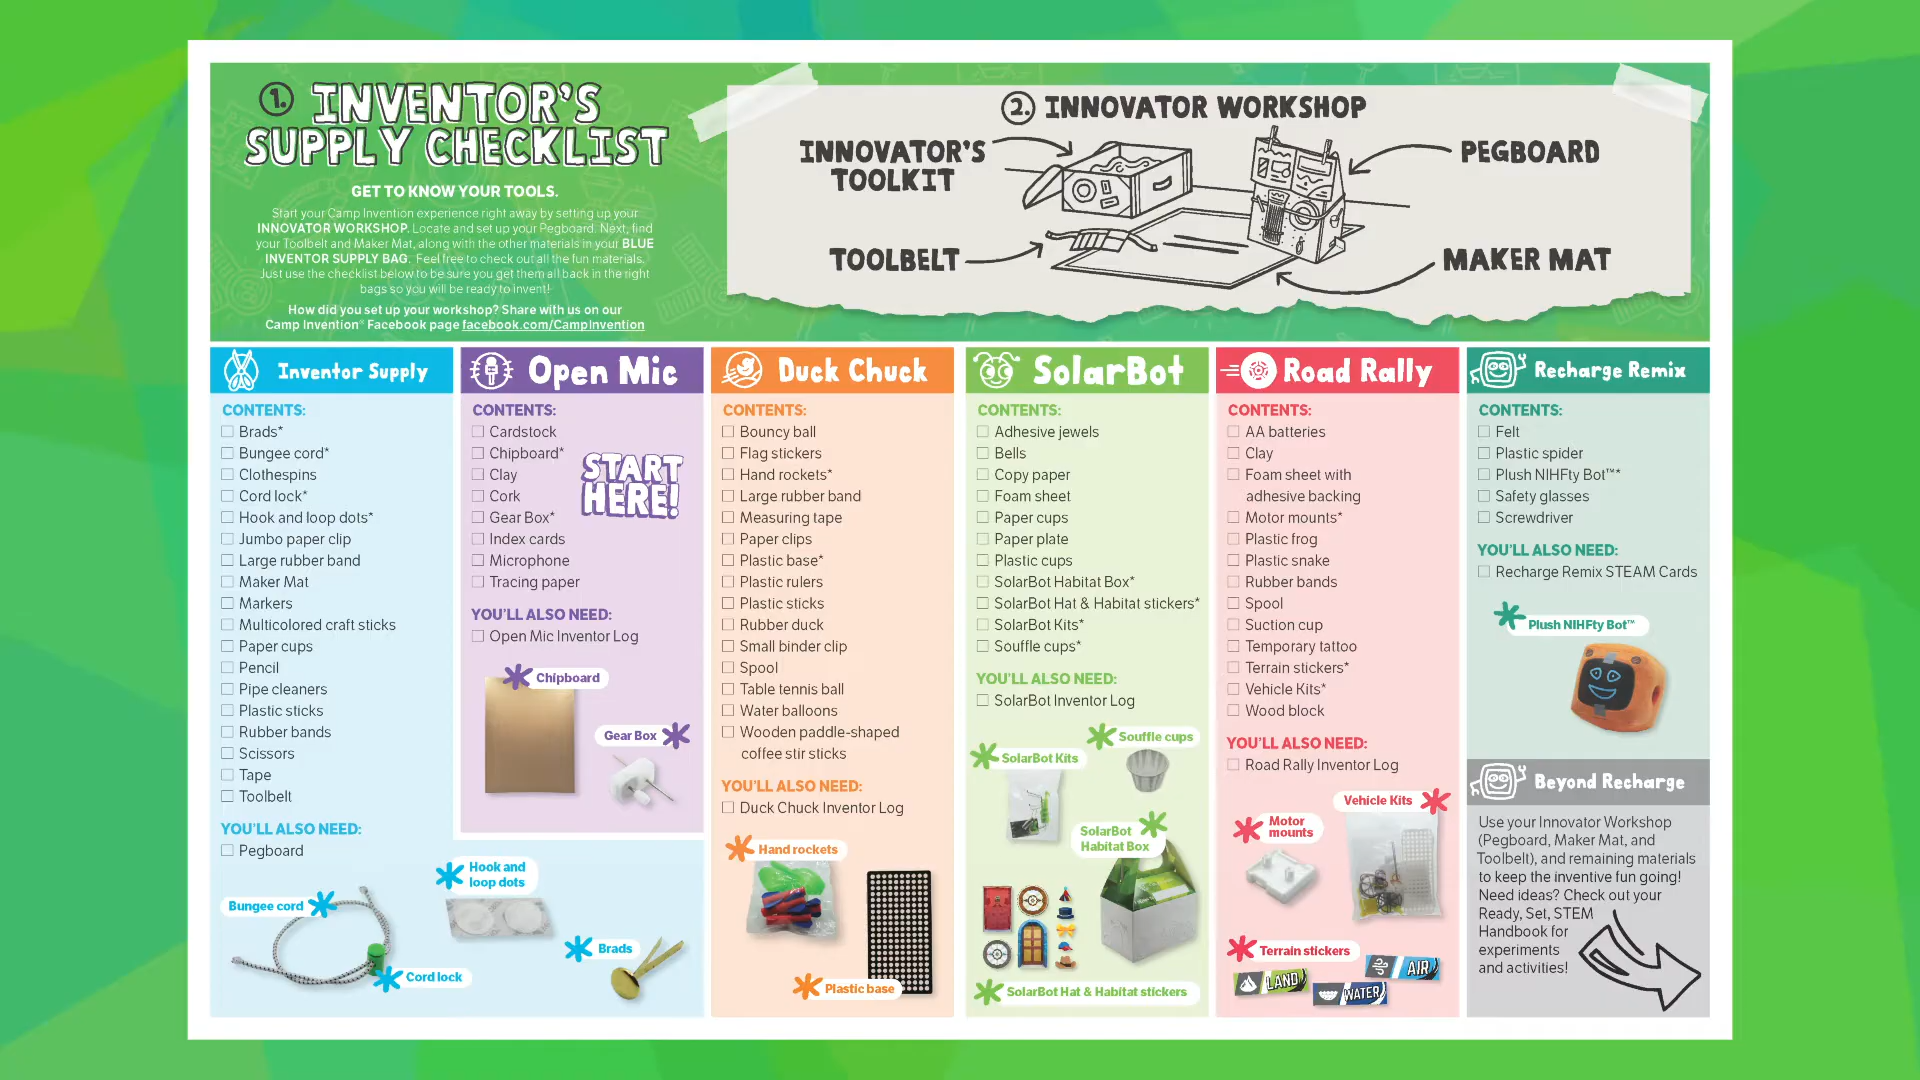 1. INVENTOR'S
SUPPLY CHECKLIST
GET TO KNOW YOUR TOOLS.
Start your Camp Invention experience right away by setting up your
INNOVATOR WORKSHOP. Locate and set up your Pegboard. Next, find
your Toolbelt and Maker Mat, along with the other materials in your BLUE
INVENTOR SUPPLY BAG. Feel free to check out all the fun materials.
Just use the checklist below to be sure you get them all back in the right
bags so you will be ready to invent!
How did you set up your workshop? Share with us on our
Camp Invention® Facebook page facebook.com/CampInvention
2. INNOVATOR WORKSHOP
INNOVATOR'S
TOOLKIT
PEGBOARD
TOOLBELT
MAKER MAT
Inventor Supply
CONTENTS:
Brads*
Bungee cord*
Clothespins
Cord lock*
Hook and loop dots*
Jumbo paper clip
Large rubber band
Maker Mat
Markers
Multicolored craft sticks
Paper cups
Pencil
Pipe cleaners
Plastic sticks
Rubber bands
Scissors
Tape
Toolbelt
YOU'LL ALSO NEED:
Pegboard
Bungee cord
Cord lock
Hook and
loop dots
Brads
Open Mic
CONTENTS:
Cardstock
Chipboard*
Clay
Cork
Gear Box*
Index cards
Microphone
Tracing paper
START
HERE!
YOU'LL ALSO NEED:
Open Mic Inventor Log
Chipboard
Gear Box
Duck Chuck
CONTENTS:
Bouncy ball
Flag stickers
Hand rockets*
Large rubber band
Measuring tape
Paper clips
Plastic base*
Plastic rulers
Plastic sticks
Rubber duck
Small binder clip
Spool
Table tennis ball
Water balloons
Wooden paddle-shaped
coffee stir sticks
YOU'LL ALSO NEED:
Duck Chuck Inventor Log
Hand rockets
Plastic base
SolarBot
CONTENTS:
Adhesive jewels
Bells
Copy paper
Foam sheet
Paper cups
Paper plate
Plastic cups
SolarBot Habitat Box*
SolarBot Hat & Habitat stickers*
SolarBot Kits*
Souffle cups*
YOU'LL ALSO NEED:
SolarBot Inventor Log
Souffle cups
SolarBot Kits
SolarBot
Habitat Box
SolarBot Hat & Habitat stickers
Road Rally
CONTENTS:
AA batteries
Clay
Foam sheet with
adhesive backing
Motor mounts*
Plastic frog
Plastic snake
Rubber bands
Spool
Suction cup
Temporary tattoo
Terrain stickers*
Vehicle Kits*
Wood block
YOU'LL ALSO NEED:
Road Rally Inventor Log
Vehicle Kits
Motor
mounts
Terrain stickers
LAND
AIR
WATER
Recharge Remix
CONTENTS:
Felt
Plastic spider
Plush NIHFty Bot™*
Safety glasses
Screwdriver
YOU'LL ALSO NEED:
Recharge Remix STEAM Cards
Plush NIHFty Bot™
Beyond Recharge
Use your Innovator Workshop
(Pegboard, Maker Mat, and
Toolbelt), and remaining materials
to keep the inventive fun going!
Need ideas? Check out your
Ready, Set, STEM
Handbook for
experiments
and activities!